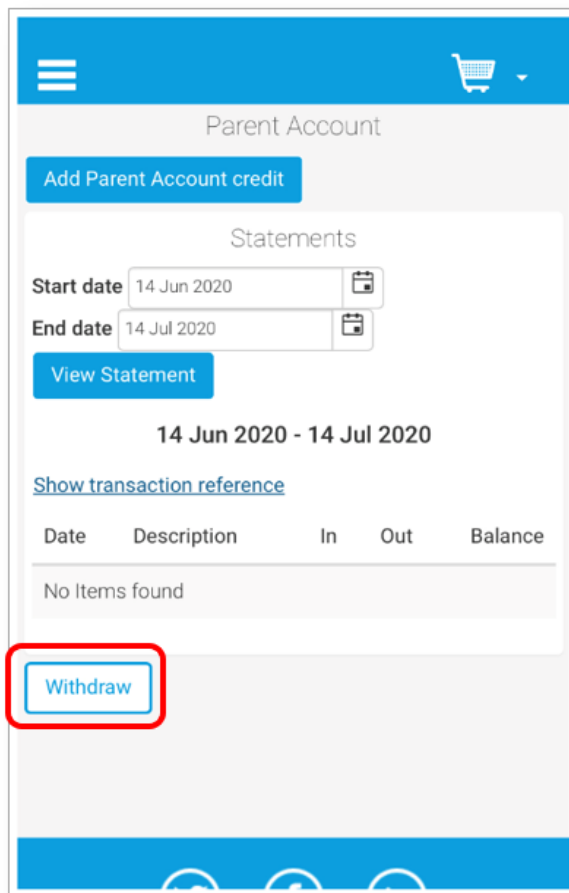 Parent Account
Add Parent Account credit
Statements
Start date 14 Jun 2020
End date 14 Jul 2020
View Statement
14 Jun 2020 - 14 Jul 2020
Show transaction reference
Date Description In Out Balance
No Items found
Withdraw